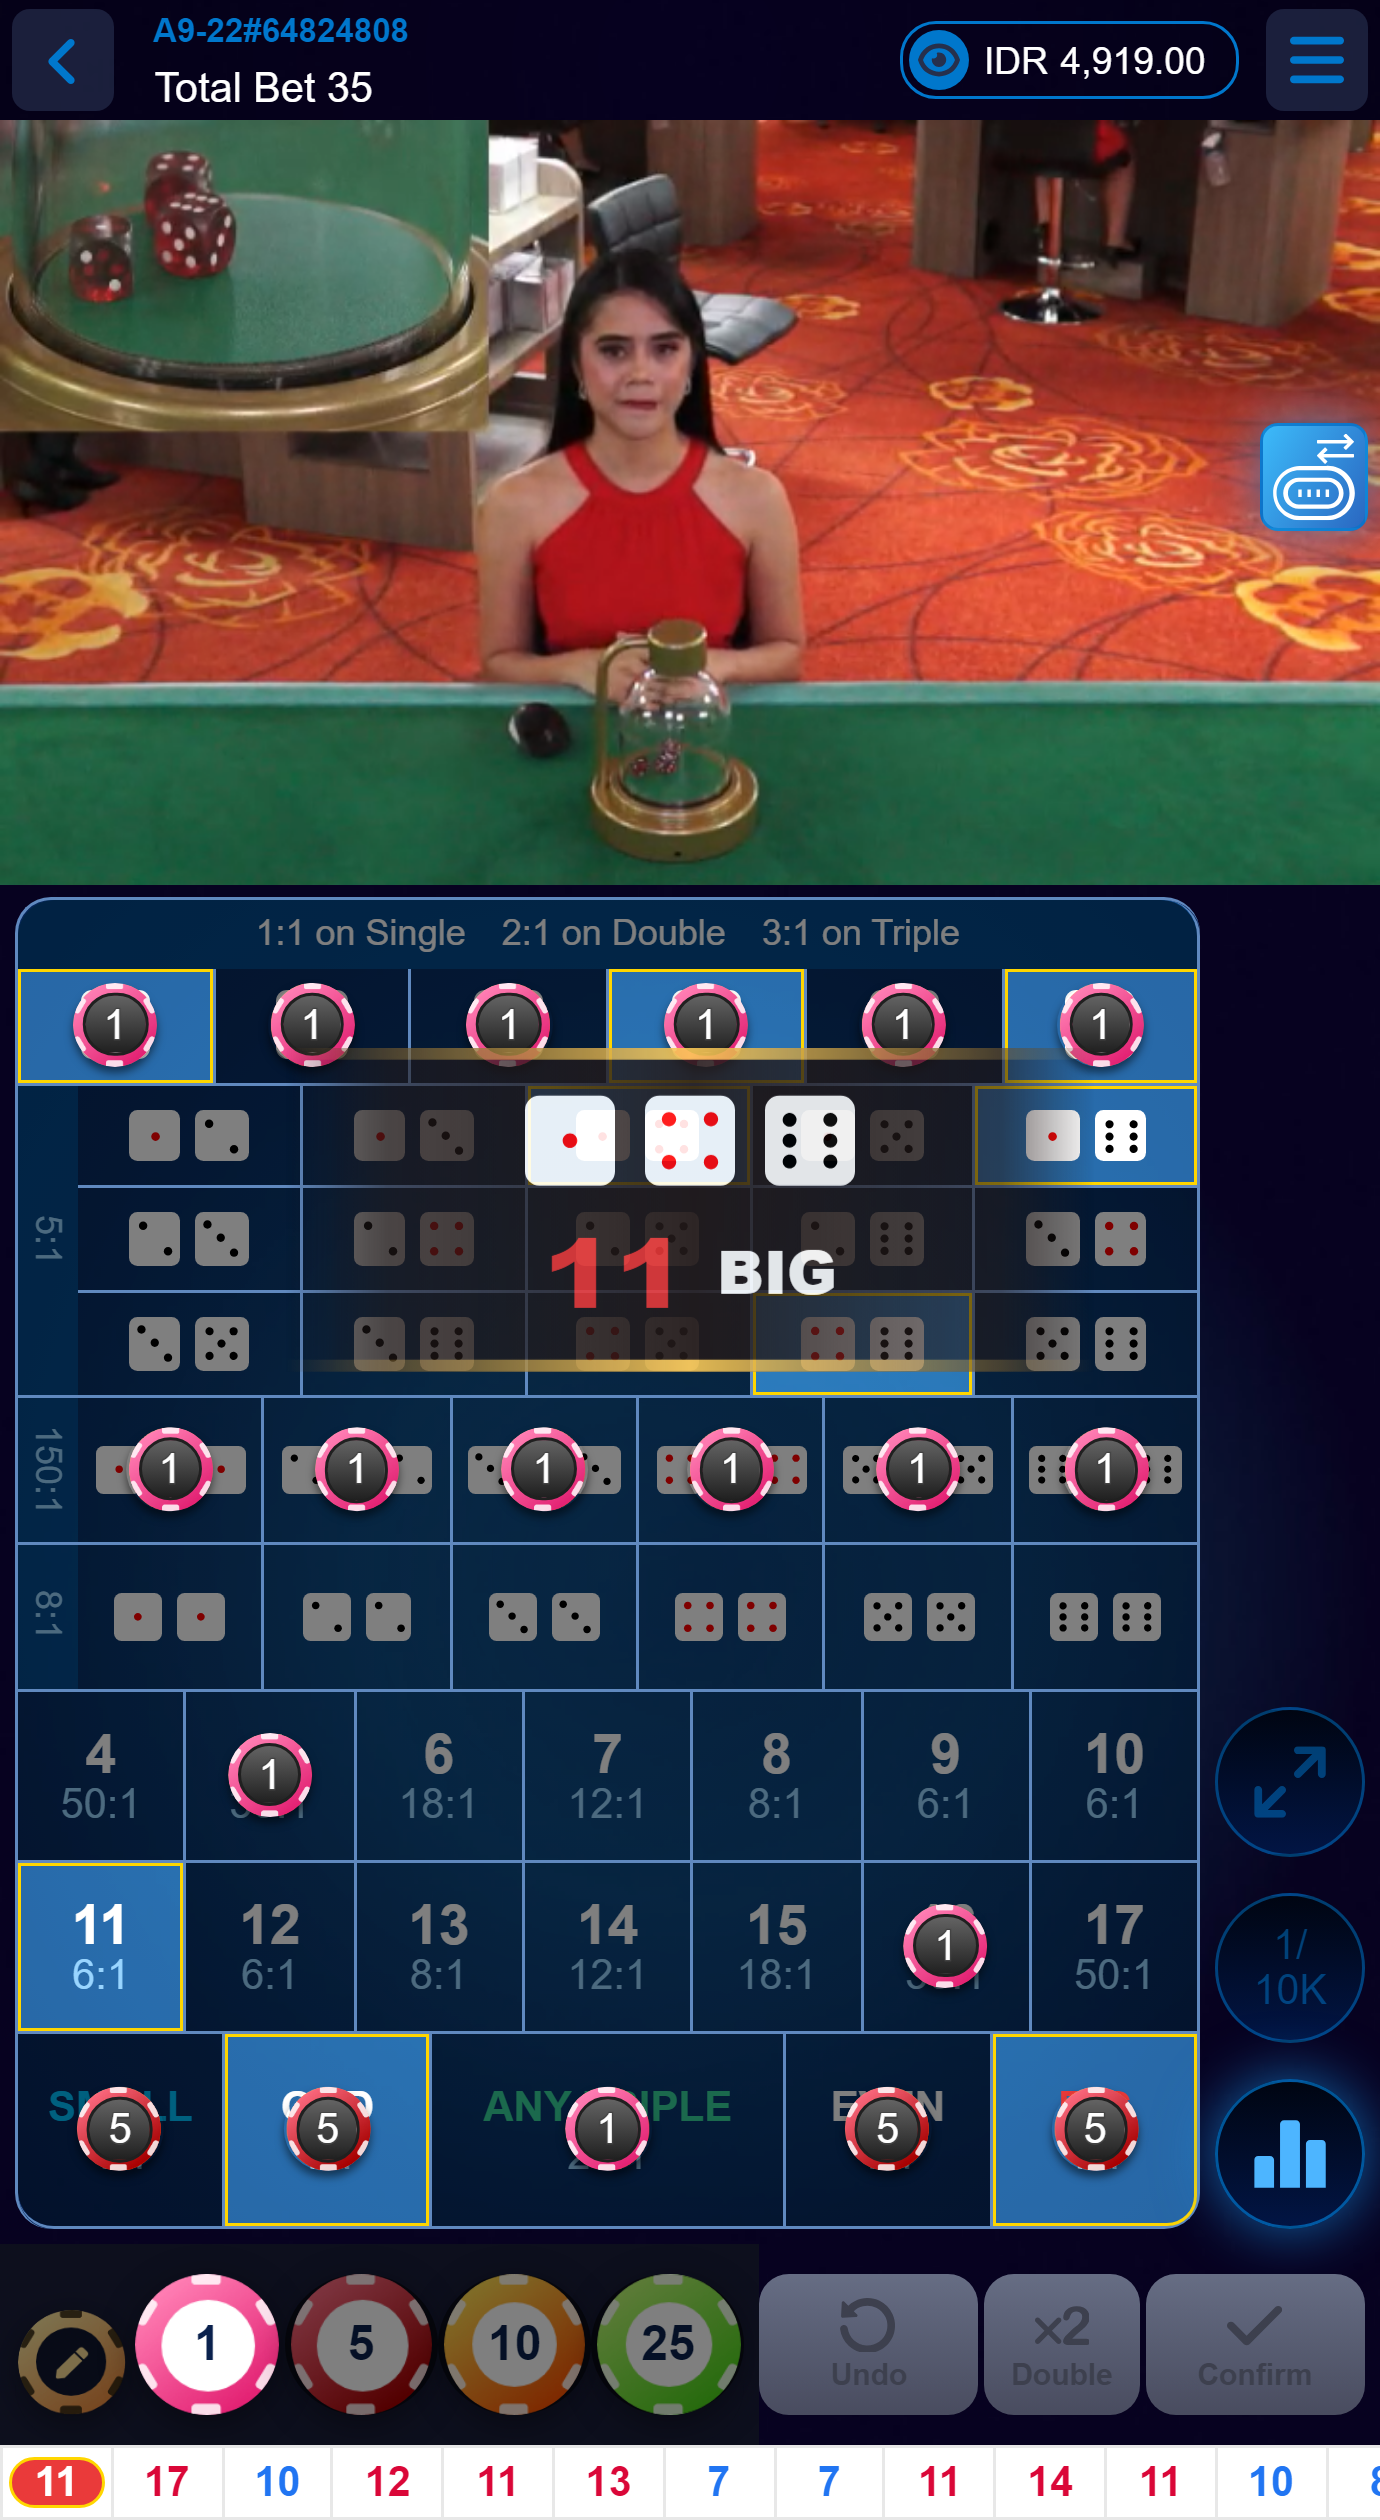 A9-22#64824808
Total Bet 35
IDR 4,919.00
1:1 on Single 2:1 on Double 3:1 on Triple
1 1 1 1 1 1
5:1
11 BIG
150:1
1 1 1 1 1 1
8:1
4 6 7 8 9 10
50:1 18:1 12:1 8:1 6:1 6:1
1
11 12 13 14 15 17
6:1 6:1 8:1 12:1 18:1 50:1
1
1/
10K
ANY
5 5 1 5 5
1 5 10 25
x2
Undo Double Confirm
11 17 10 12 11 13 7 7 11 14 11 10